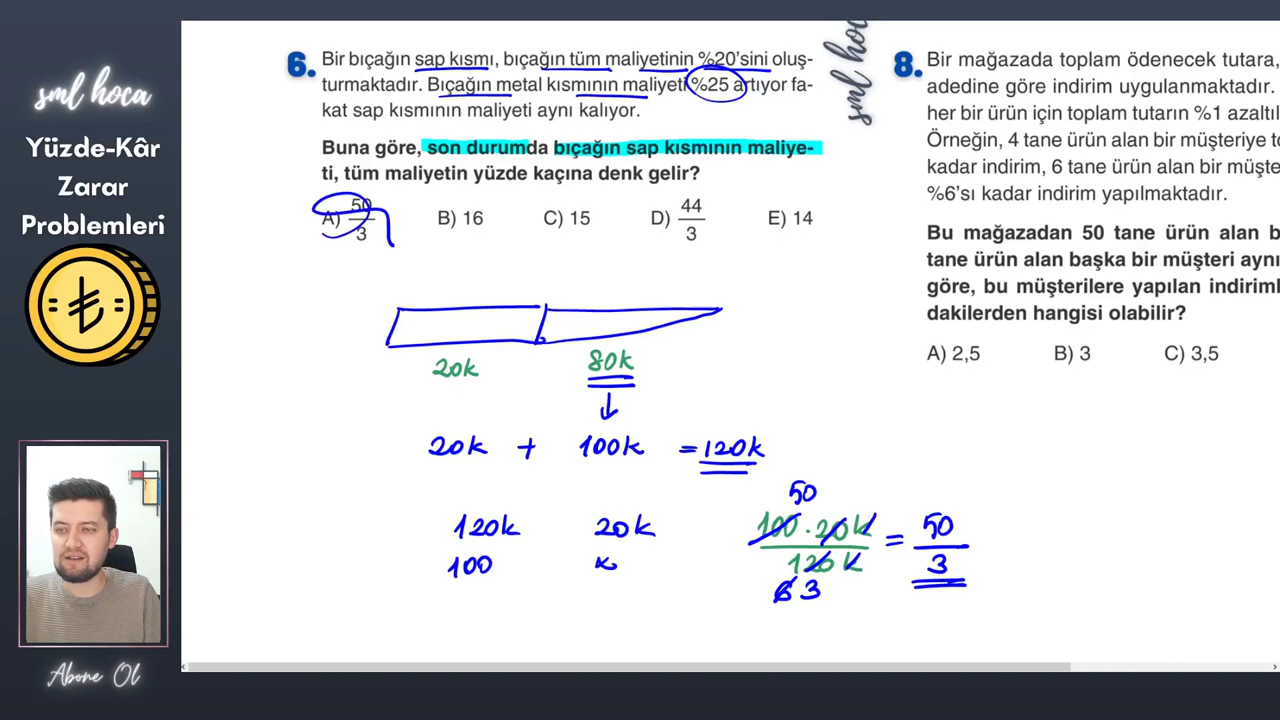 sml hoca
Yüzde-Kâr
Zarar
Problemleri
Abone Ol
6.
Bir bıçağın sap kısmı, bıçağın tüm maliyetinin %20'sini oluş-
turmaktadır. Bıçağın metal kısmının maliyeti %25 artıyor fa-
kat sap kısmının maliyeti aynı kalıyor.
Buna göre, son durumda bıçağın sap kısmının maliye-
ti, tüm maliyetin yüzde kaçına denk gelir?
A) 50/3 B) 16 C) 15 D) 44/3 E) 14
20k 80k
20k + 100k = 120k
120k 20k
100 x
50
100 · 20k / 120k = 50/3
6 3
sml hoc
8.
Bir mağazada toplam ödenecek tutara,
adedine göre indirim uygulanmaktadır.
her bir ürün için toplam tutarın %1 azaltıl
Örneğin, 4 tane ürün alan bir müşteriye to
kadar indirim, 6 tane ürün alan bir müşte
%6'sı kadar indirim yapılmaktadır.
Bu mağazadan 50 tane ürün alan b
tane ürün alan başka bir müşteri aynı
göre, bu müşterilere yapılan indiriml
dakilerden hangisi olabilir?
A) 2,5 B) 3 C) 3,5